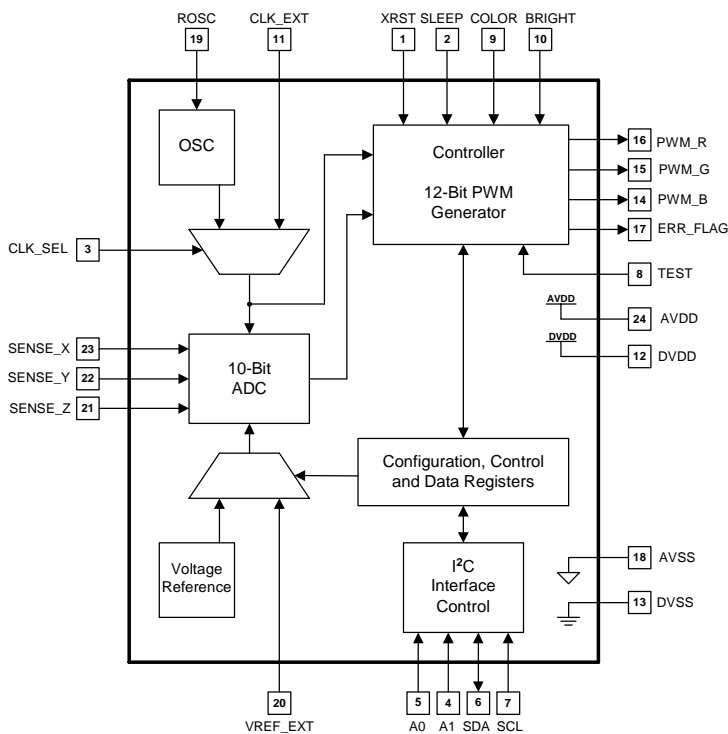 ROSC CLK_EXT XRST SLEEP COLOR BRIGHT
19 11 1 2 9 10
OSC
Controller
12-Bit PWM
Generator
16 PWM_R
15 PWM_G
14 PWM_B
17 ERR_FLAG
CLK_SEL 3
8 TEST
AVDD
24 AVDD
DVDD
12 DVDD
SENSE_X 23
SENSE_Y 22
SENSE_Z 21
10-Bit
ADC
Configuration, Control
and Data Registers
Voltage
Reference
I²C
Interface
Control
18 AVSS
13 DVSS
20
VREF_EXT
5 4 6 7
A0 A1 SDA SCL